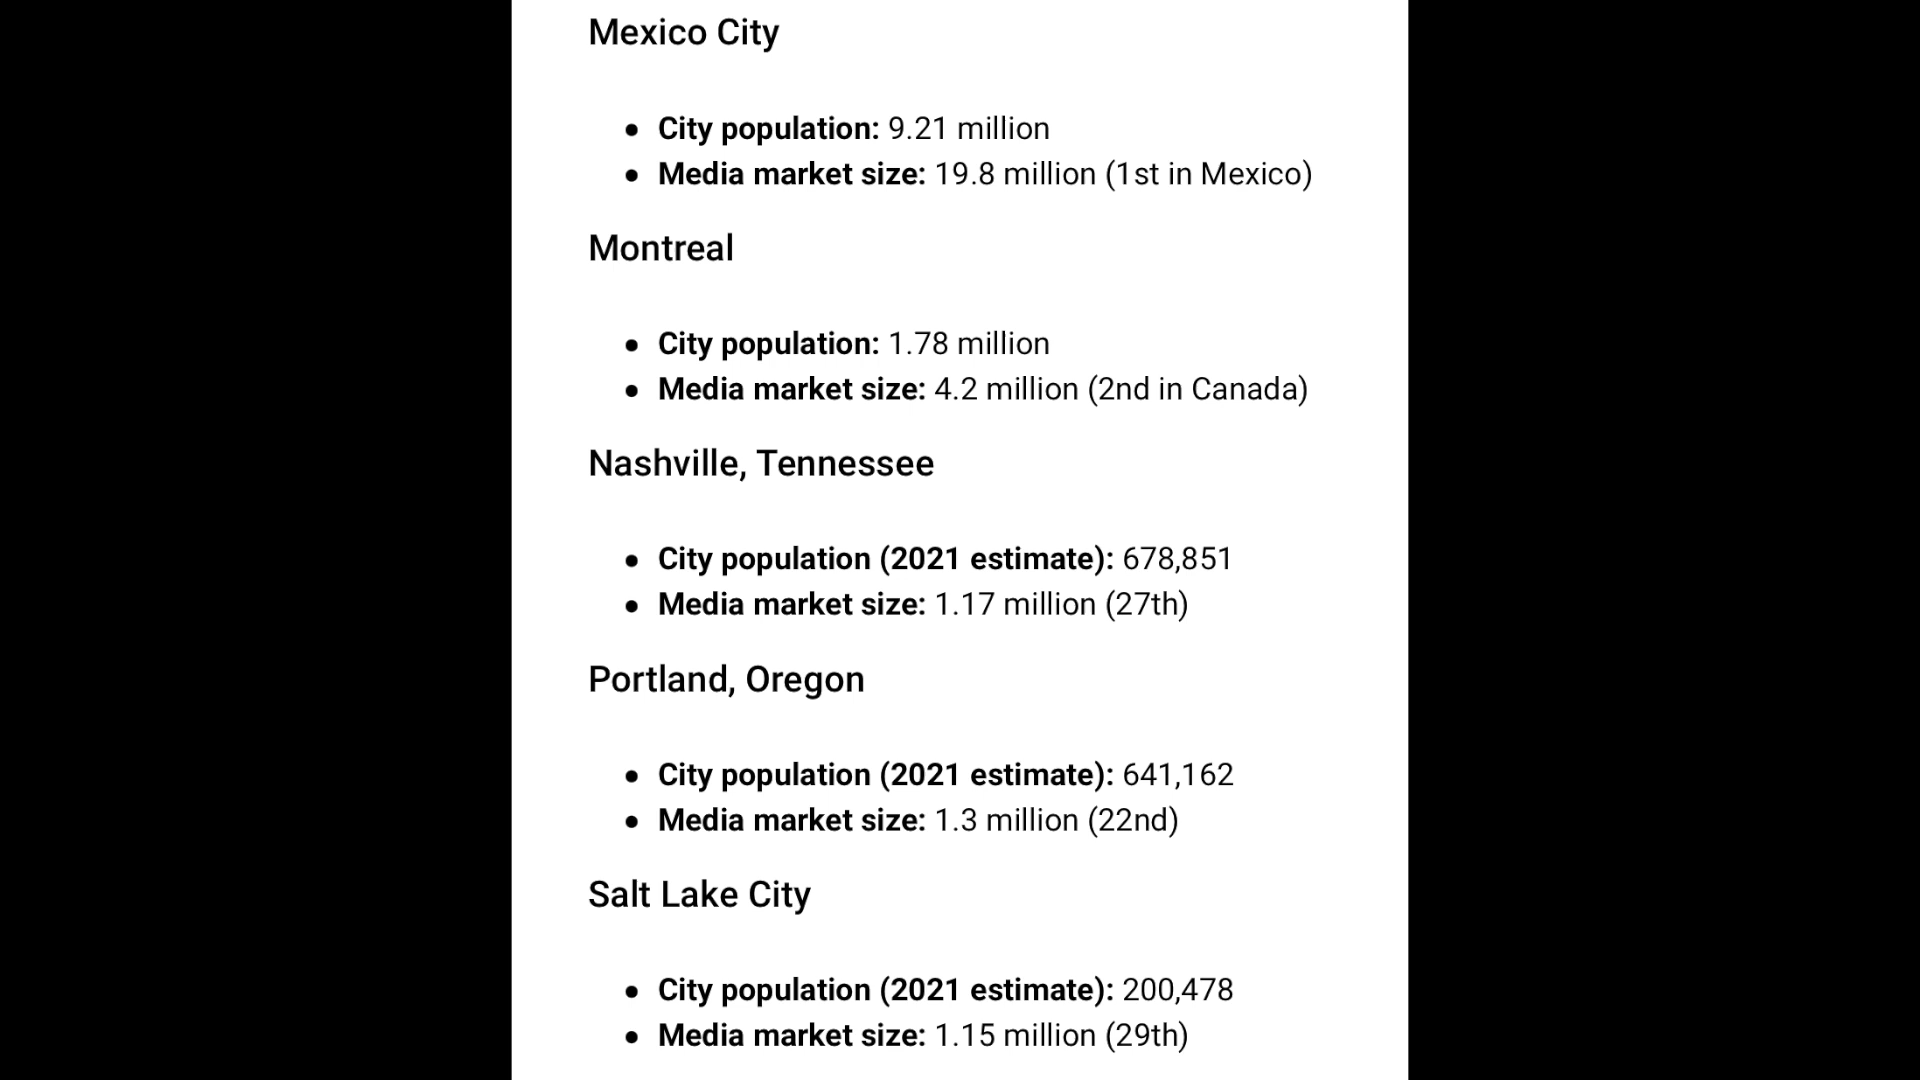 Mexico City
• City population: 9.21 million
• Media market size: 19.8 million (1st in Mexico)
Montreal
• City population: 1.78 million
• Media market size: 4.2 million (2nd in Canada)
Nashville, Tennessee
• City population (2021 estimate): 678,851
• Media market size: 1.17 million (27th)
Portland, Oregon
• City population (2021 estimate): 641,162
• Media market size: 1.3 million (22nd)
Salt Lake City
• City population (2021 estimate): 200,478
• Media market size: 1.15 million (29th)